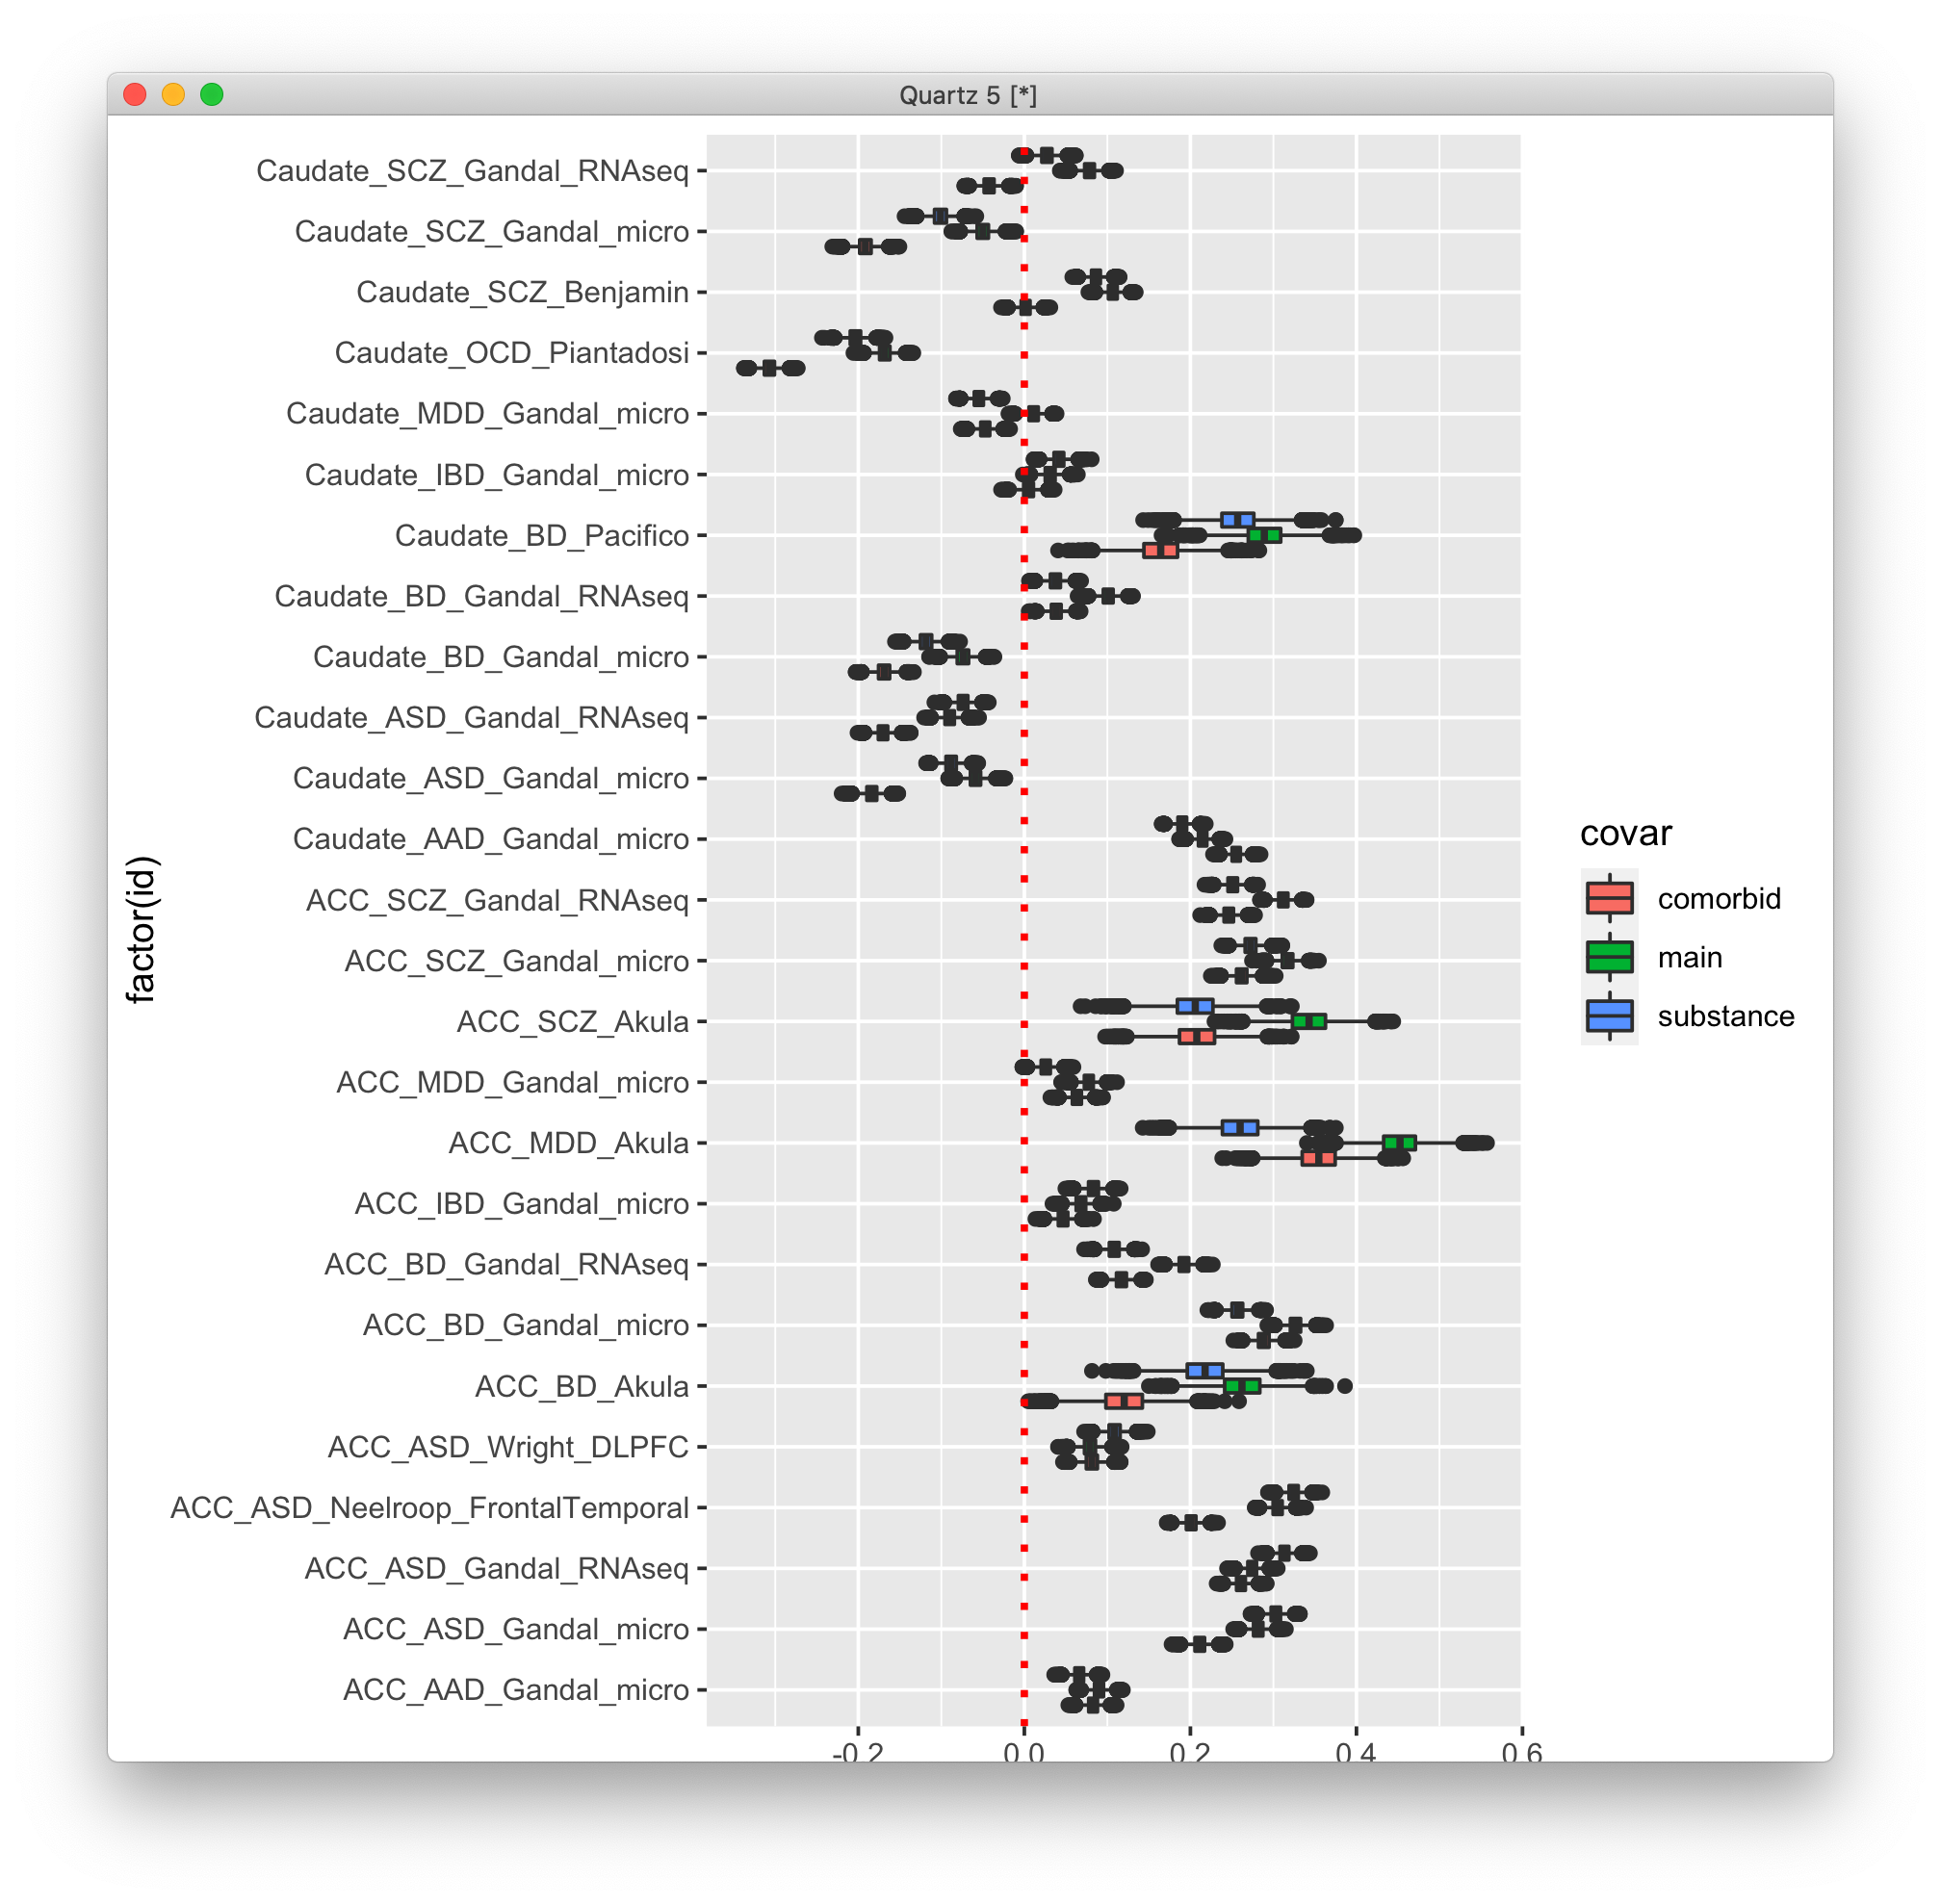 Quartz 5 [*]
Caudate_SCZ_Gandal_RNAseq
Caudate_SCZ_Gandal_micro
Caudate_SCZ_Benjamin
Caudate_OCD_Piantadosi
Caudate_MDD_Gandal_micro
Caudate_IBD_Gandal_micro
Caudate_BD_Pacifico
Caudate_BD_Gandal_RNAseq
Caudate_BD_Gandal_micro
Caudate_ASD_Gandal_RNAseq
Caudate_ASD_Gandal_micro
Caudate_AAD_Gandal_micro
ACC_SCZ_Gandal_RNAseq
ACC_SCZ_Gandal_micro
ACC_SCZ_Akula
ACC_MDD_Gandal_micro
ACC_MDD_Akula
ACC_IBD_Gandal_micro
ACC_BD_Gandal_RNAseq
ACC_BD_Gandal_micro
ACC_BD_Akula
ACC_ASD_Wright_DLPFC
ACC_ASD_Neelroop_FrontalTemporal
ACC_ASD_Gandal_RNAseq
ACC_ASD_Gandal_micro
ACC_AAD_Gandal_micro
factor(id)
-0.2 0.0 0.2 0.4 0.6
covar
comorbid
main
substance